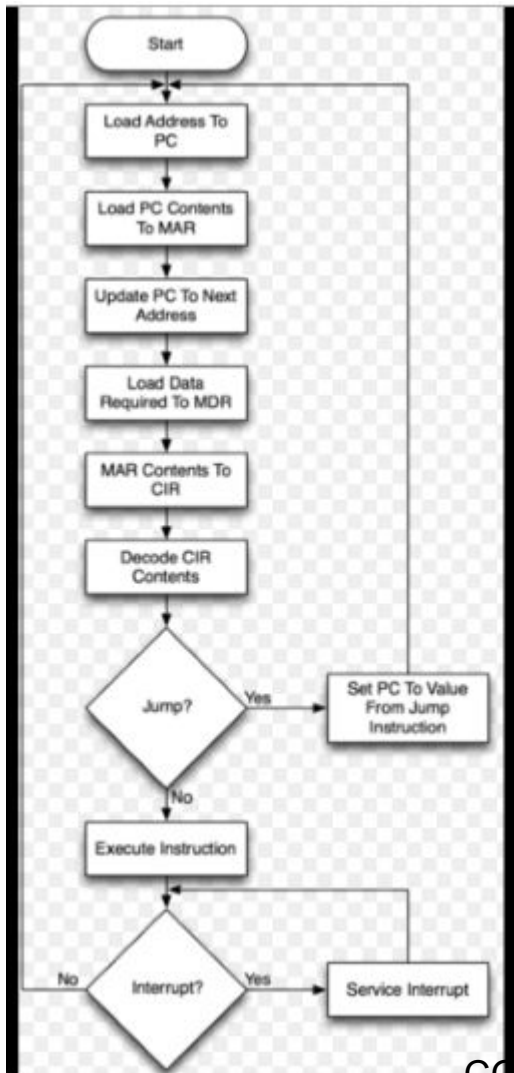 Start
Load Address To
PC
Load PC Contents
To MAR
Update PC To Next
Address
Load Data
Required To MDR
MAR Contents To
CIR
Decode CIR
Contents
Jump?
Yes
Set PC To Value
From Jump
Instruction
No
Execute Instruction
No
Interrupt?
Yes
Service Interrupt